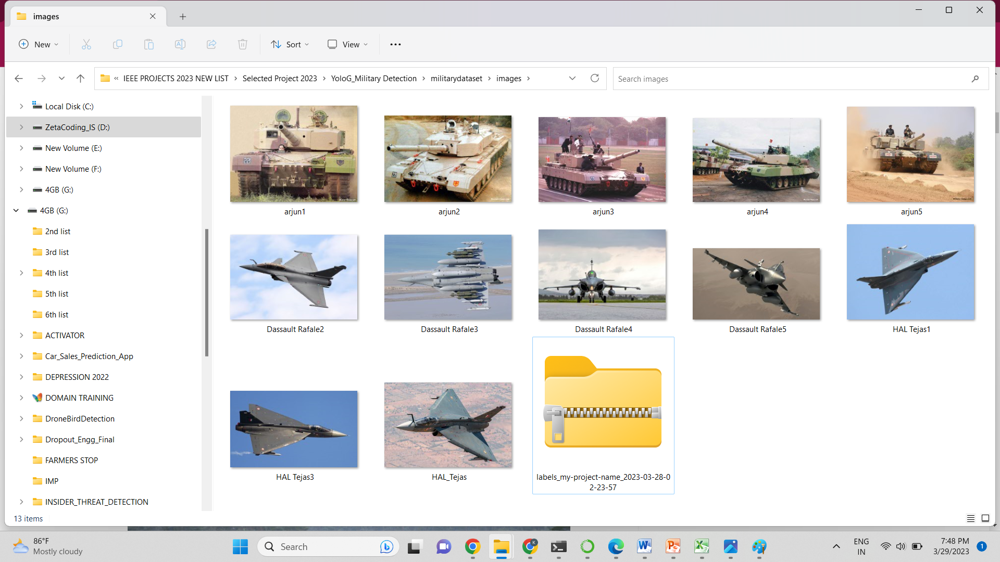 images
New
Sort
View
« IEEE PROJECTS 2023 NEW LIST > Selected Project 2023 > YoloG_Military Detection > militarydataset > images >
Search images
Local Disk (C:)
ZetaCoding_IS (D:)
New Volume (E:)
New Volume (F:)
4GB (G:)
4GB (G:)
2nd list
3rd list
4th list
5th list
6th list
ACTIVATOR
Car_Sales_Prediction_App
DEPRESSION 2022
DOMAIN TRAINING
DroneBirdDetection
Dropout_Engg_Final
FARMERS STOP
IMP
INSIDER_THREAT_DETECTION
arjun1
arjun2
arjun3
arjun4
arjun5
Dassault Rafale2
Dassault Rafale3
Dassault Rafale4
Dassault Rafale5
HAL Tejas1
HAL Tejas3
HAL_Tejas
labels_my-project-name_2023-03-28-0
2-23-57
13 items
86°F
Mostly cloudy
Search
ENG
IN
7:48 PM
3/29/2023
1